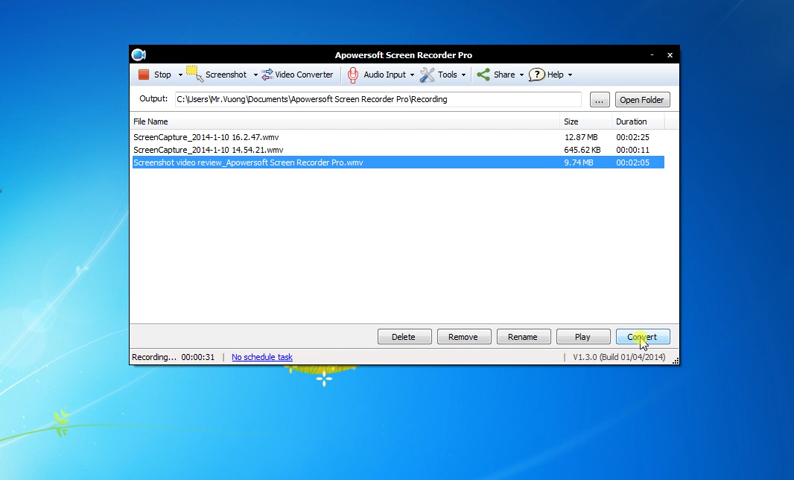 Apowersoft Screen Recorder Pro
Stop Screenshot Video Converter Audio Input Tools Share ? Help
Output: C:\Users\Mr.Vuong\Documents\Apowersoft Screen Recorder Pro\Recording ... Open Folder
File Name Size Duration
ScreenCapture_2014-1-10 16.2.47.wmv 12.87 MB 00:02:25
ScreenCapture_2014-1-10 14.54.21.wmv 645.62 KB 00:00:11
Screenshot video review_Apowersoft Screen Recorder Pro.wmv 9.74 MB 00:02:05
Delete Remove Rename Play Convert
Recording... 00:00:31 | No schedule task | V1.3.0 (Build 01/04/2014)